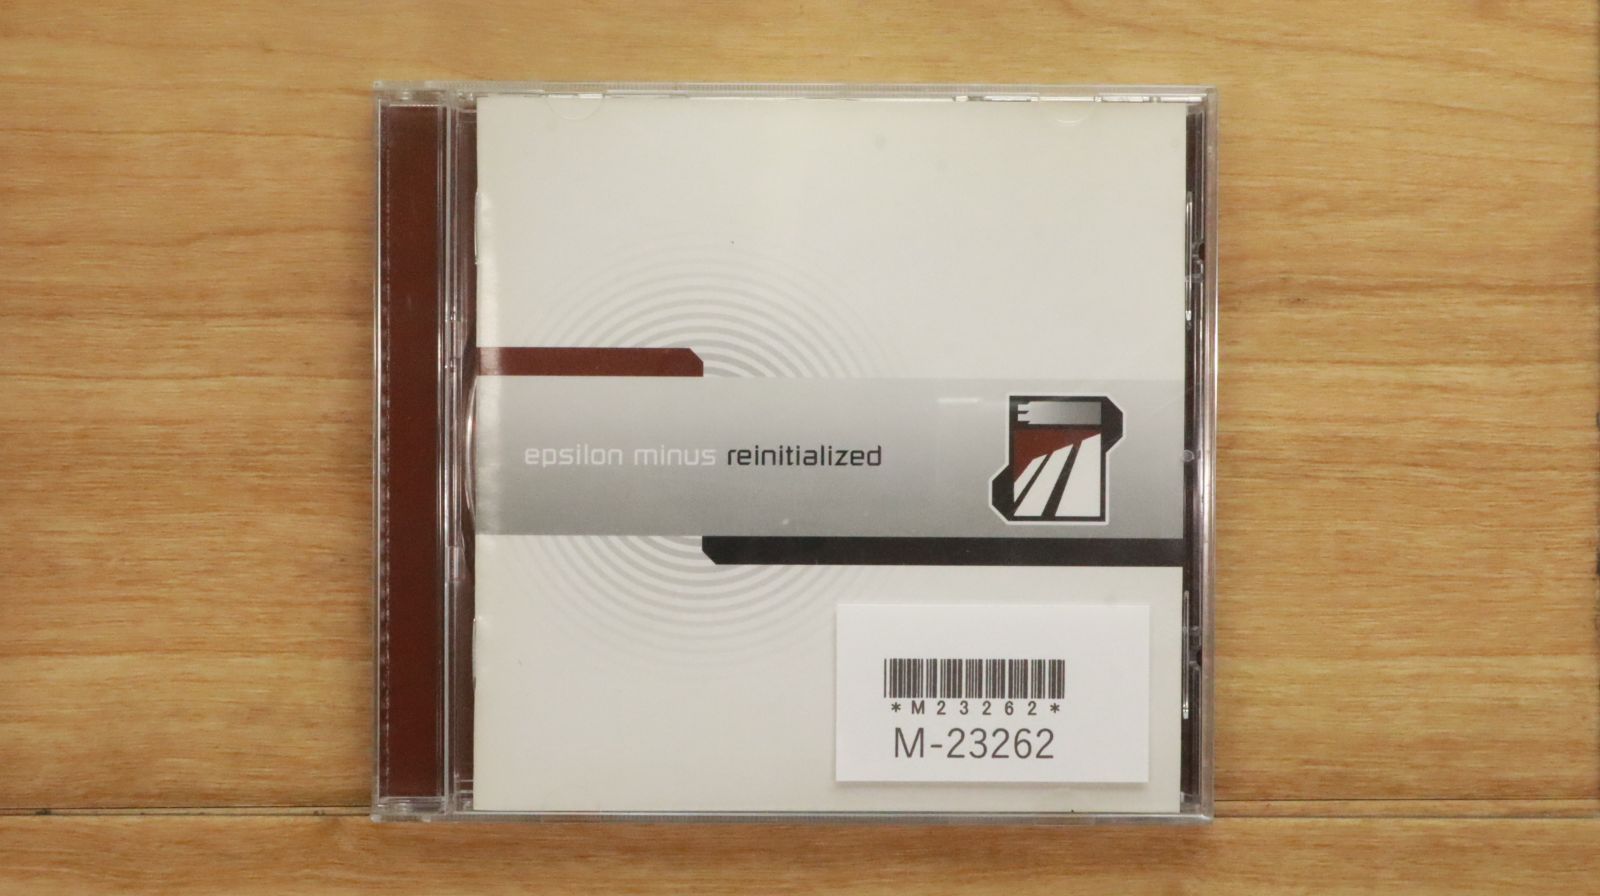 epsilon minus reinitialized
*M23262*
M-23262